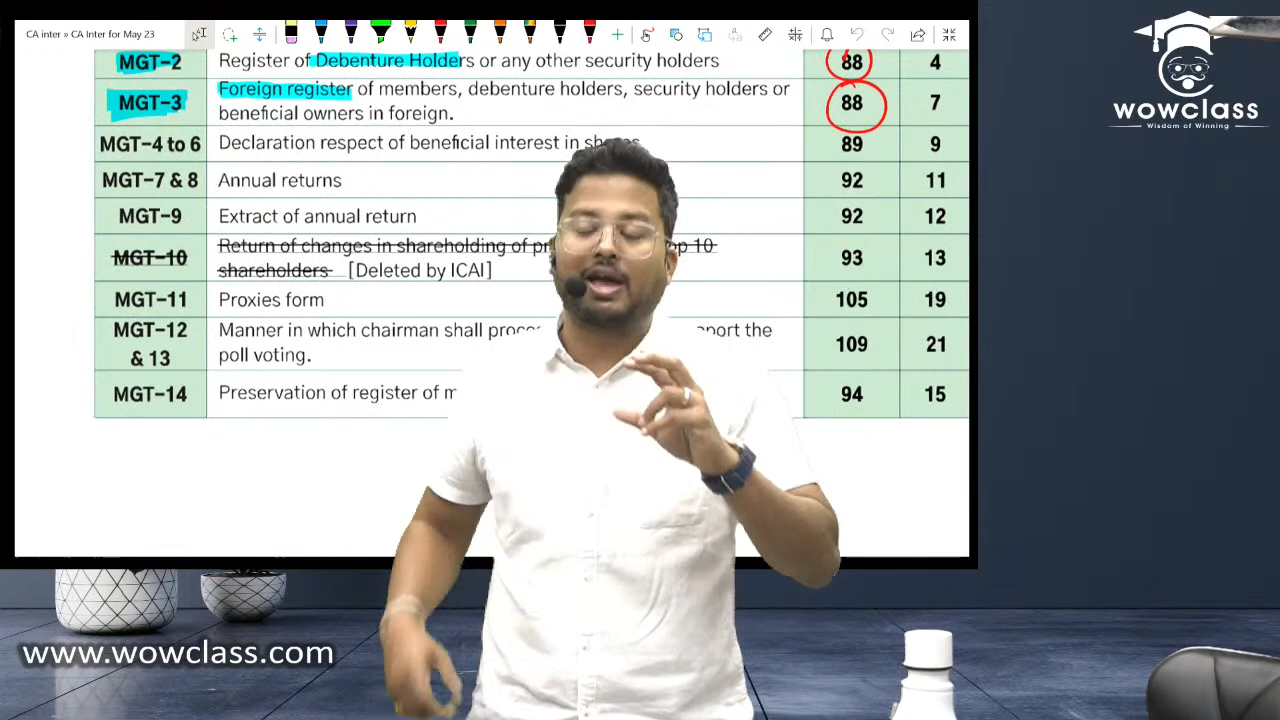 CA inter » CA Inter for May 23
MGT-2 Register of Debenture Holders or any other security holders 88 4
MGT-3 Foreign register of members, debenture holders, security holders or
beneficial owners in foreign. 88 7
MGT-4 to 6 Declaration respect of beneficial interest in shares 89 9
MGT-7 & 8 Annual returns 92 11
MGT-9 Extract of annual return 92 12
MGT-10 Return of changes in shareholding of 10
shareholders [Deleted by ICAI] 93 13
MGT-11 Proxies form 105 19
MGT-12 Manner in which chairman shall the
& 13 poll voting. 109 21
MGT-14 Preservation of register of 94 15
wowclass
Wisdom of Winning
www.wowclass.com